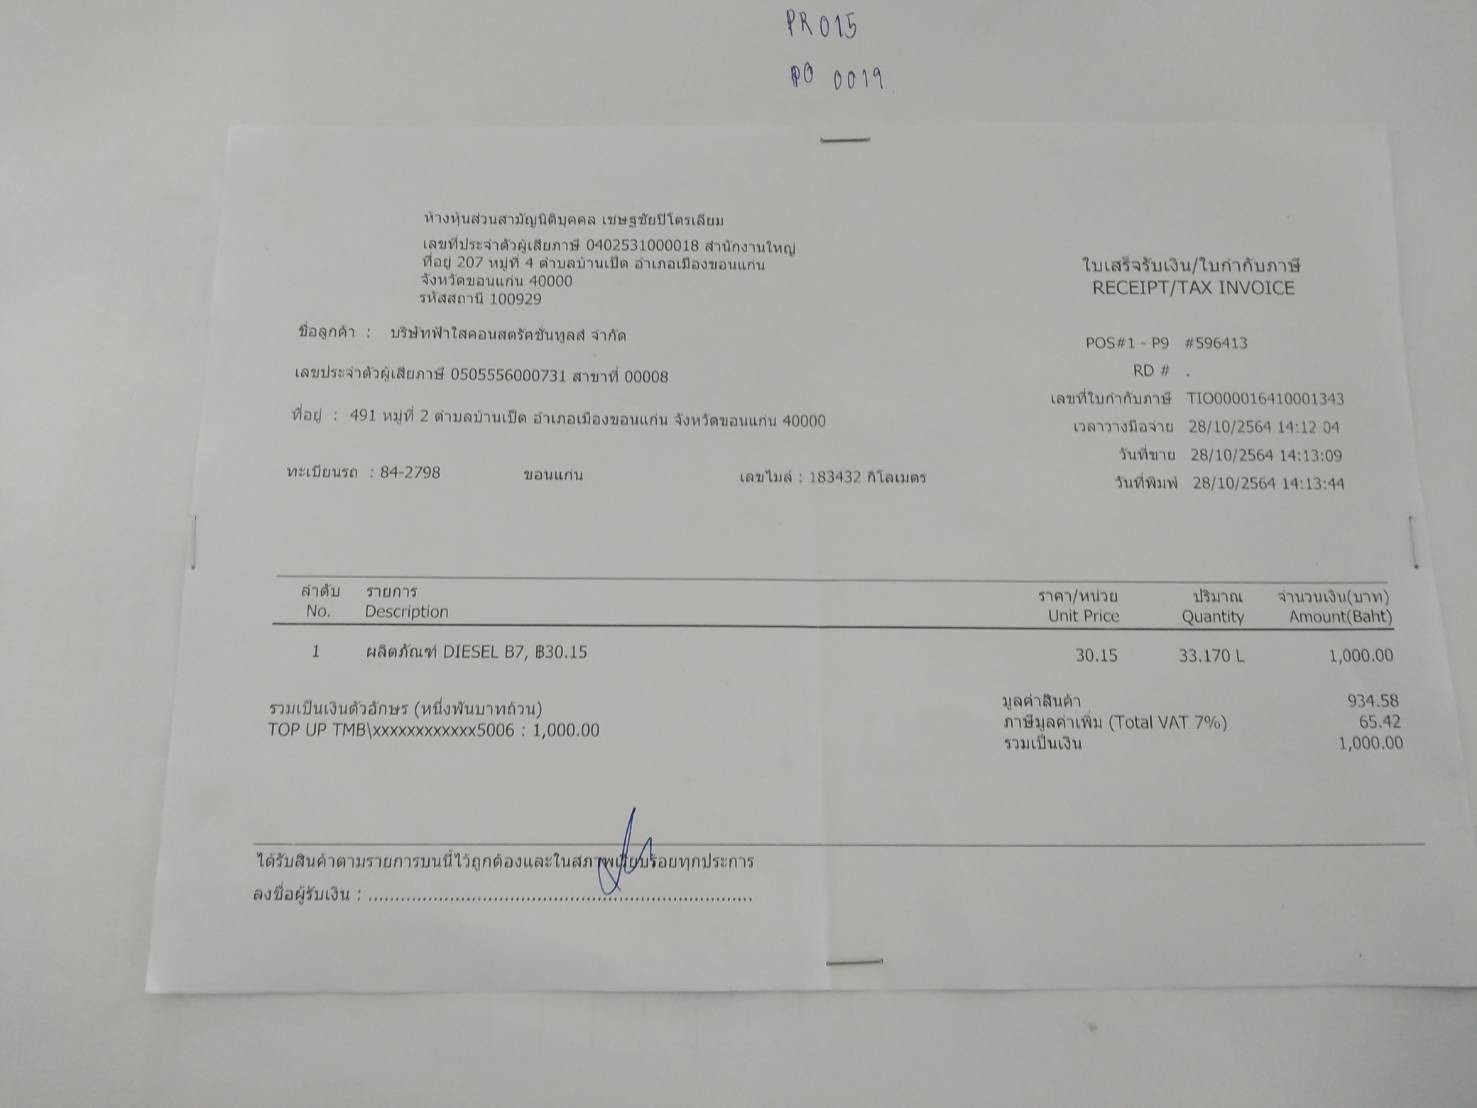 PR015
PO 0019
ห้างหุ้นส่วนสามัญนิติบุคคล เชษฐชัยปิโตรเลียม
เลขที่ประจำตัวผู้เสียภาษี 0402531000018 สำนักงานใหญ่
ที่อยู่ 207 หมู่ที่ 4 ตำบลบ้านเป็ด อำเภอเมืองขอนแก่น
จังหวัดขอนแก่น 40000
รหัสสถานี 100929
ใบเสร็จรับเงิน/ใบกำกับภาษี
RECEIPT/TAX INVOICE
ชื่อลูกค้า : บริษัทฟ้าใสคอนสตรัคชั่นทูลส์ จำกัด
เลขประจำตัวผู้เสียภาษี 0505556000731 สาขาที่ 00008
ที่อยู่ : 491 หมู่ที่ 2 ตำบลบ้านเป็ด อำเภอเมืองขอนแก่น จังหวัดขอนแก่น 40000
ทะเบียนรถ : 84-2798 ขอนแก่น เลขไมล์ : 183432 กิโลเมตร
POS#1 - P9 #596413
RD # .
เลขที่ใบกำกับภาษี TIO000016410001343
เวลาวางมือจ่าย 28/10/2564 14:12 04
วันที่ขาย 28/10/2564 14:13:09
วันที่พิมพ์ 28/10/2564 14:13:44
ลำดับ รายการ ราคา/หน่วย ปริมาณ จำนวนเงิน(บาท)
No. Description Unit Price Quantity Amount(Baht)
1 ผลิตภัณฑ์ DIESEL B7, ฿30.15 30.15 33.170 L 1,000.00
รวมเป็นเงินตัวอักษร (หนึ่งพันบาทถ้วน)
TOP UP TMB\xxxxxxxxxxxx5006 : 1,000.00
มูลค่าสินค้า 934.58
ภาษีมูลค่าเพิ่ม (Total VAT 7%) 65.42
รวมเป็นเงิน 1,000.00
ได้รับสินค้าตามรายการบนนี้ไว้ถูกต้องและในสภาพเรียบร้อยทุกประการ
ลงชื่อผู้รับเงิน : ........................................................................